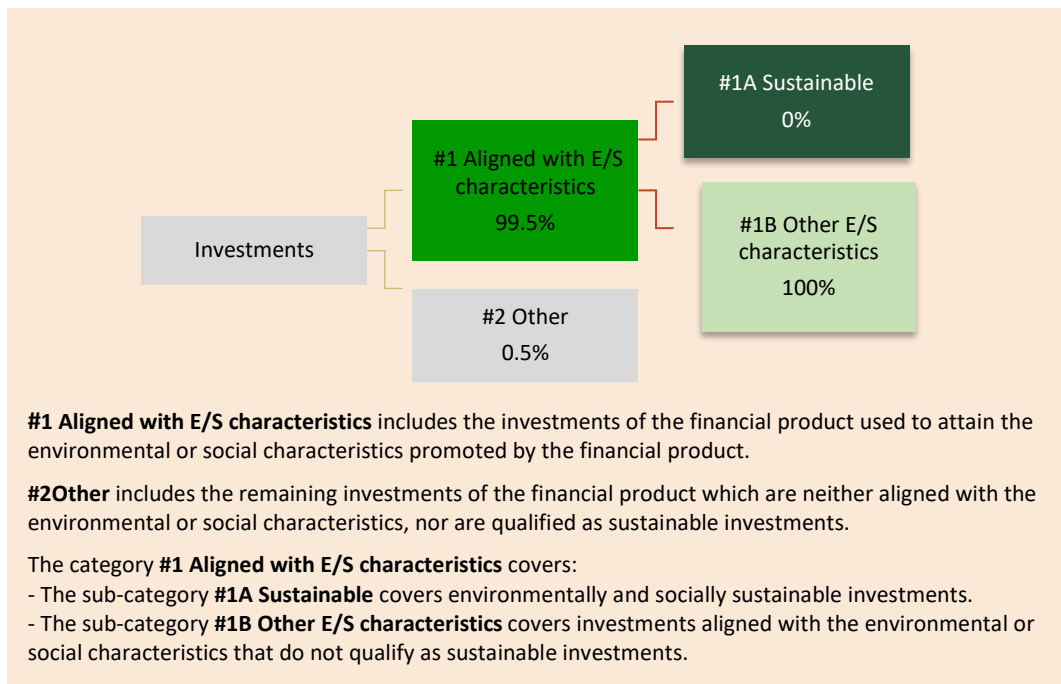 #1A Sustainable
0%
#1 Aligned with E/S
characteristics
99.5%
Investments
#1B Other E/S
characteristics
100%
#2 Other
0.5%
#1 Aligned with E/S characteristics includes the investments of the financial product used to attain the
environmental or social characteristics promoted by the financial product.
#2Other includes the remaining investments of the financial product which are neither aligned with the
environmental or social characteristics, nor are qualified as sustainable investments.
The category #1 Aligned with E/S characteristics covers:
- The sub-category #1A Sustainable covers environmentally and socially sustainable investments.
- The sub-category #1B Other E/S characteristics covers investments aligned with the environmental or
social characteristics that do not qualify as sustainable investments.